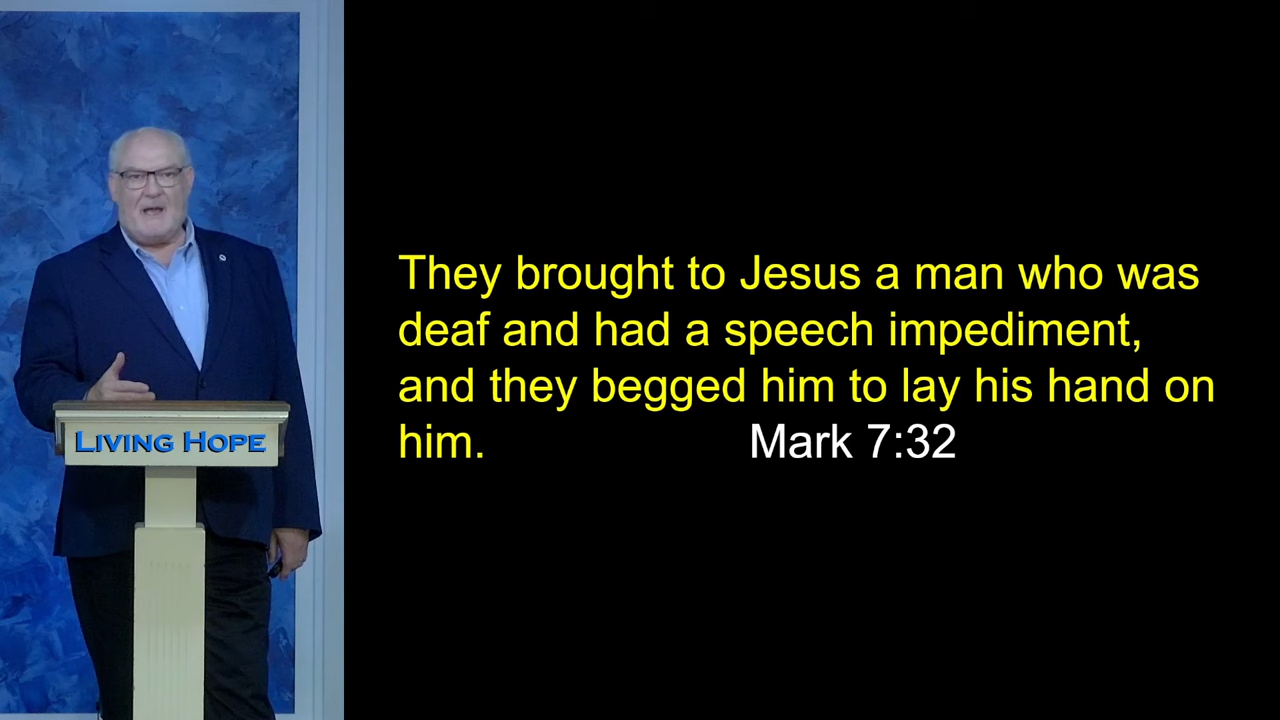 They brought to Jesus a man who was
deaf and had a speech impediment,
and they begged him to lay his hand on
him. Mark 7:32
LIVING HOPE